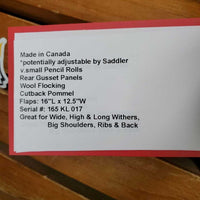 Made in Canada
*potentially adjustable by Saddler
v.small Pencil Rolls
Rear Gusset Panels
Wool Flocking
Cutback Pommel
Flaps: 16"L x 12.5"W
Serial #: 165 KL 017
Great for Wide, High & Long Withers,
Big Shoulders, Ribs & Back